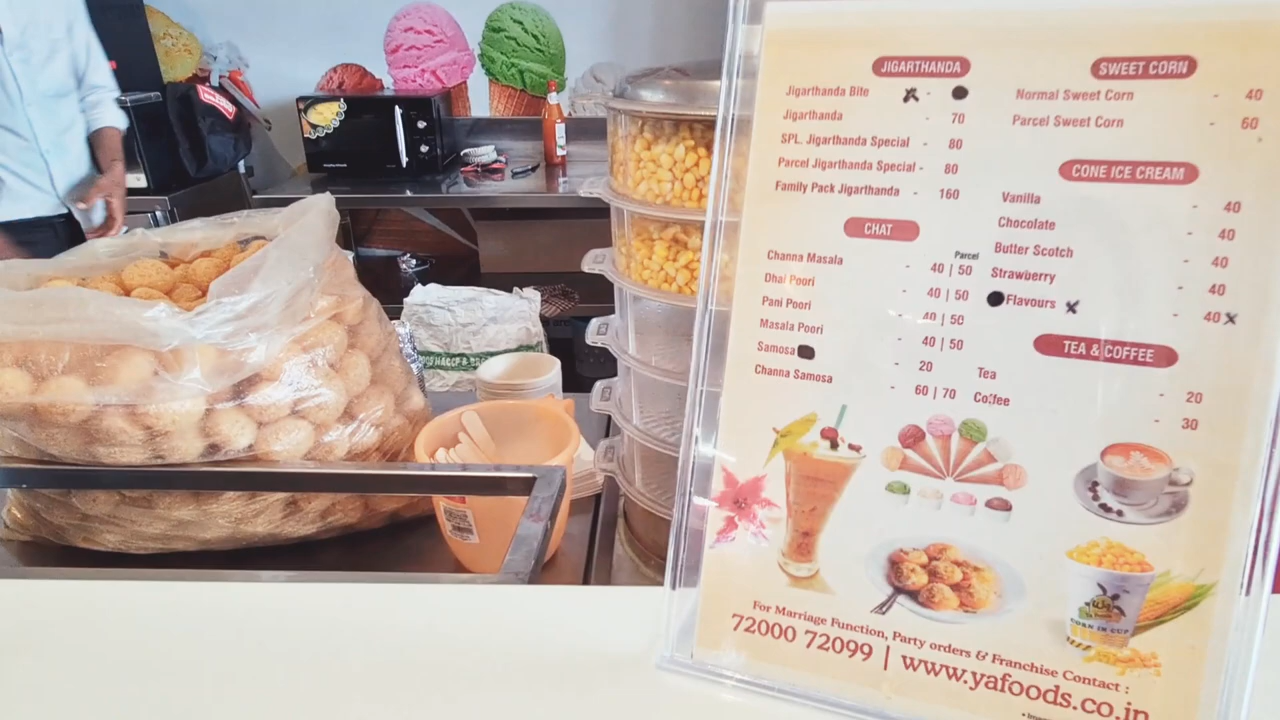 JIGARTHANDA
Jigarthanda Bite -
Jigarthanda - 70
SPL. Jigarthanda Special - 80
Parcel Jigarthanda Special - 80
Family Pack Jigarthanda - 160
CHAT
Parcel
Channa Masala - 40 | 50
Dhai Poori - 40 | 50
Pani Poori - 40 | 50
Masala Poori - 40 | 50
Samosa - 20
Channa Samosa - 60 | 70
SWEET CORN
Normal Sweet Corn - 40
Parcel Sweet Corn - 60
CONE ICE CREAM
Vanilla - 40
Chocolate - 40
Butter Scotch - 40
Strawberry - 40
Flavours - 40
TEA & COFFEE
Tea - 20
Coffee - 30
CORN IN CUP
For Marriage Function, Party orders & Franchise Contact :
72000 72099 | www.yafoods.co.in